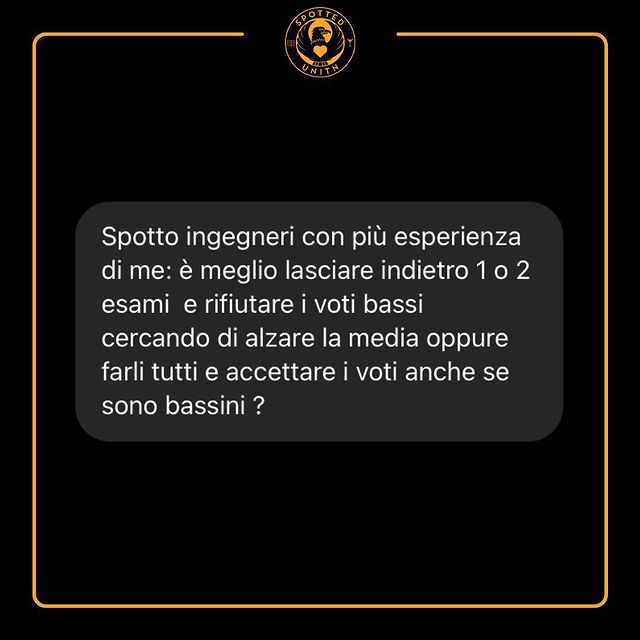 SPOTTED
UNITN
Spotto ingegneri con più esperienza
di me: è meglio lasciare indietro 1 o 2
esami  e rifiutare i voti bassi
cercando di alzare la media oppure
farli tutti e accettare i voti anche se
sono bassini ?